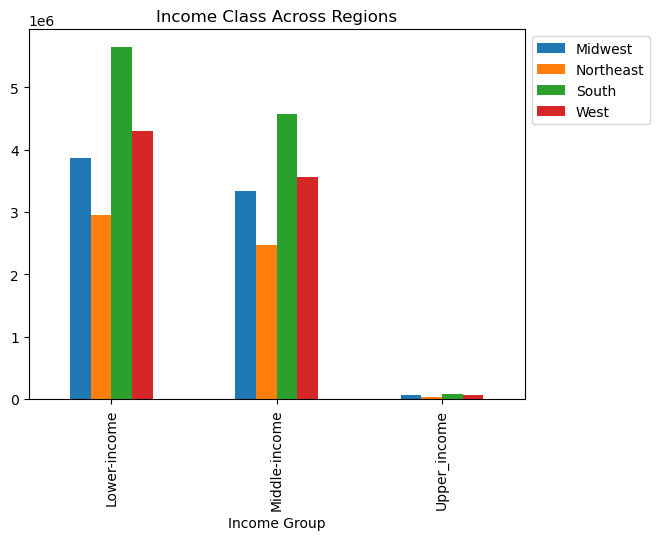 Income Class Across Regions
1e6
5
4
3
2
1
0
Lower-income
Middle-income
Upper_income
Income Group
Midwest
Northeast
South
West